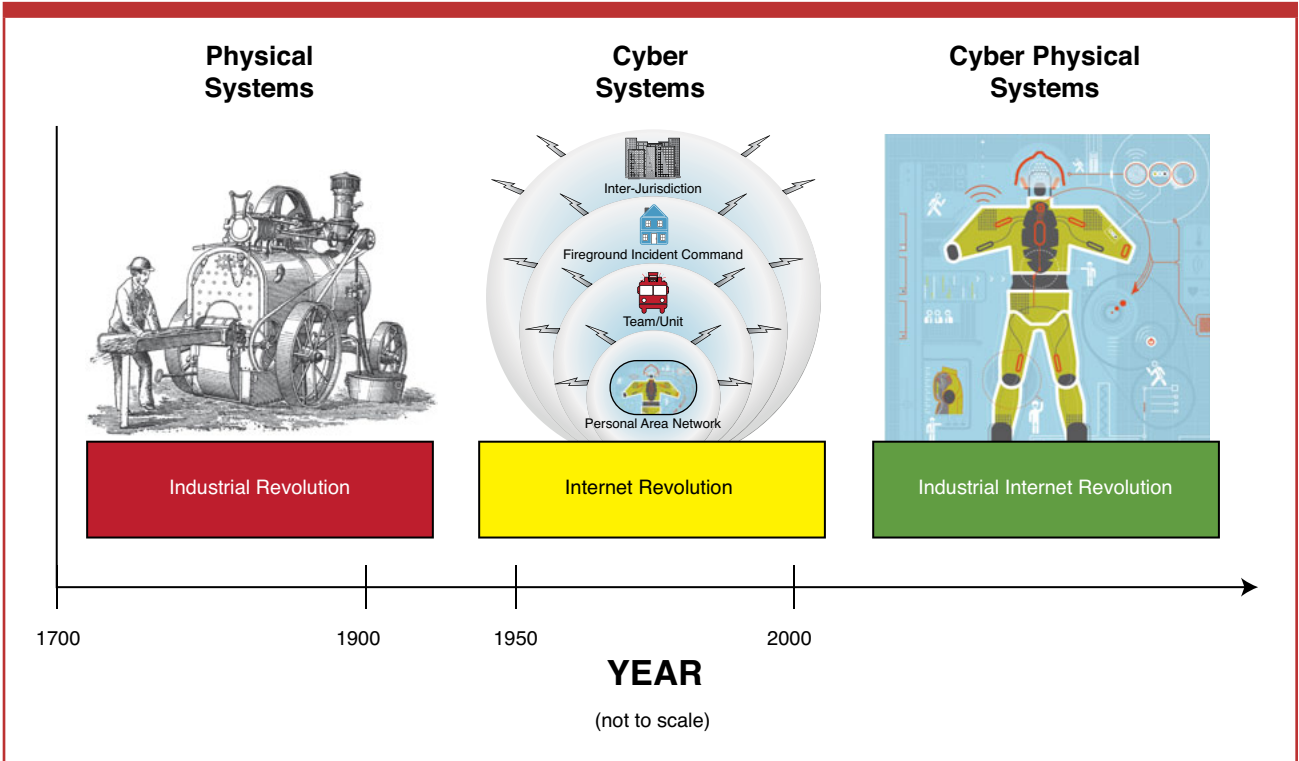 Physical
Systems
Cyber
Systems
Cyber Physical
Systems
Inter-Jurisdiction
Fireground Incident Command
Team/Unit
Personal Area Network
Industrial Revolution
Internet Revolution
Industrial Internet Revolution
1700
1900
1950
2000
YEAR
(not to scale)